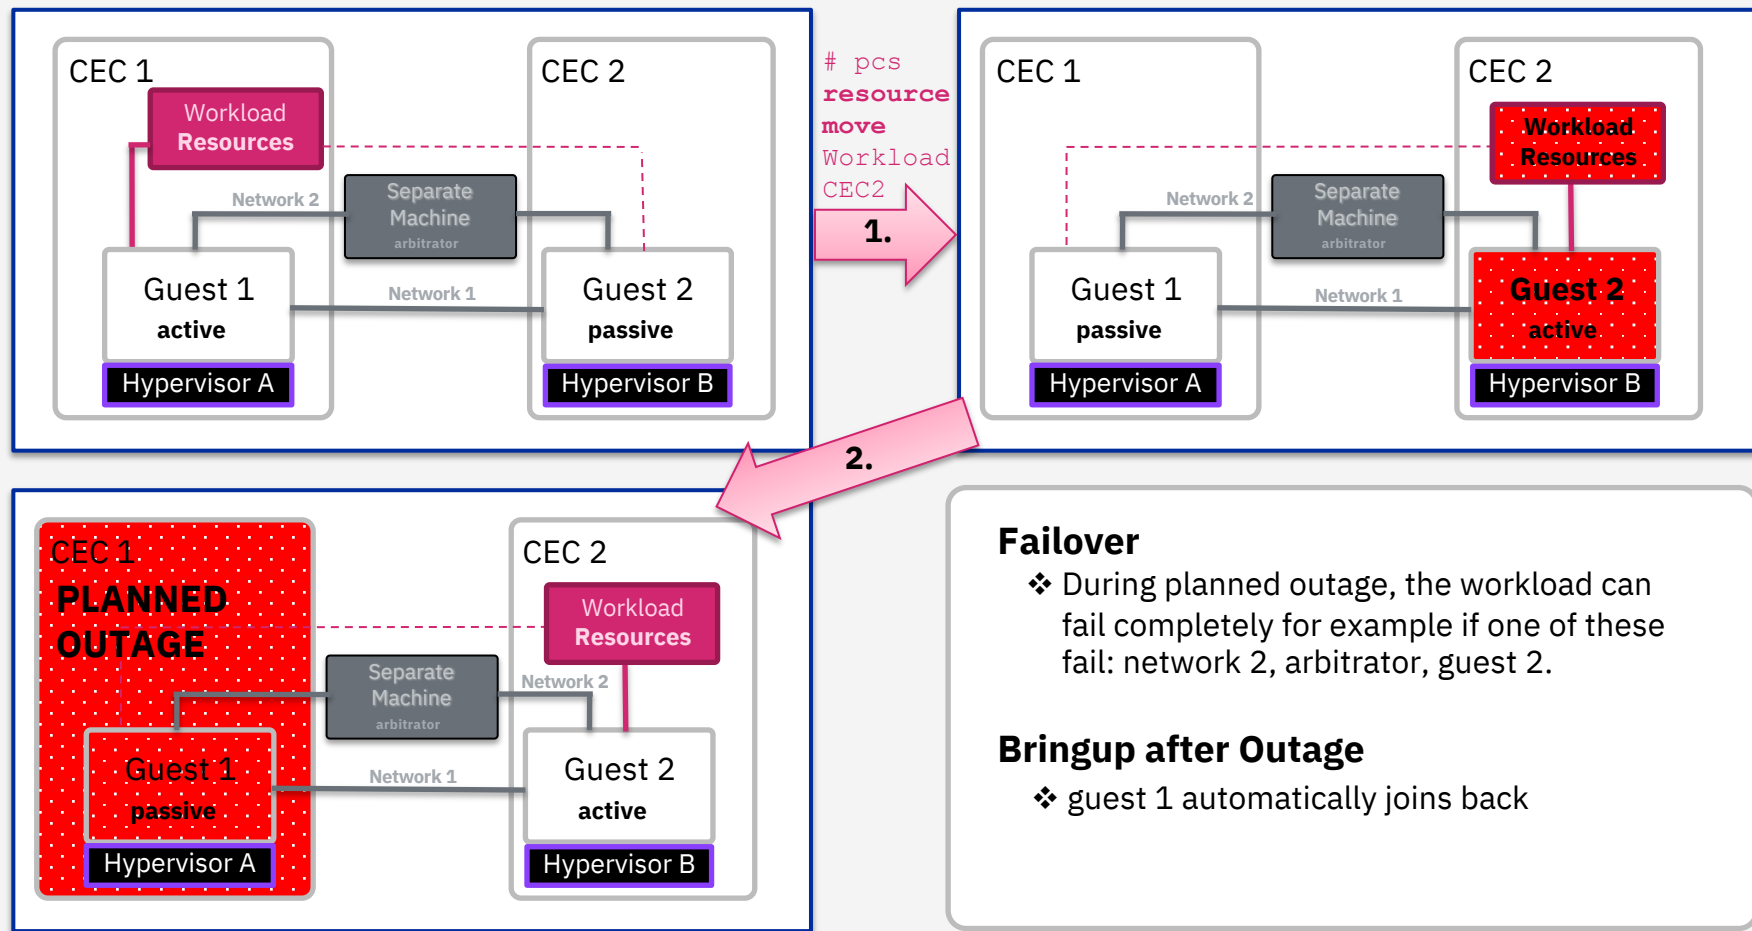 CEC 1
CEC 2
Workload
Resources
Network 2
Separate
Machine
arbitrator
Guest 1
active
Network 1
Guest 2
passive
Hypervisor A
Hypervisor B
# pcs
resource
move
Workload
CEC2
1.
CEC 1
CEC 2
Workload
Resources
Network 2
Separate
Machine
arbitrator
Guest 1
passive
Network 1
Guest 2
active
Hypervisor A
Hypervisor B
2.
CEC 1
PLANNED
OUTAGE
CEC 2
Workload
Resources
Separate
Machine
arbitrator
Network 2
Guest 1
passive
Network 1
Guest 2
active
Hypervisor A
Hypervisor B
Failover
❖ During planned outage, the workload can
fail completely for example if one of these
fail: network 2, arbitrator, guest 2.
Bringup after Outage
❖ guest 1 automatically joins back